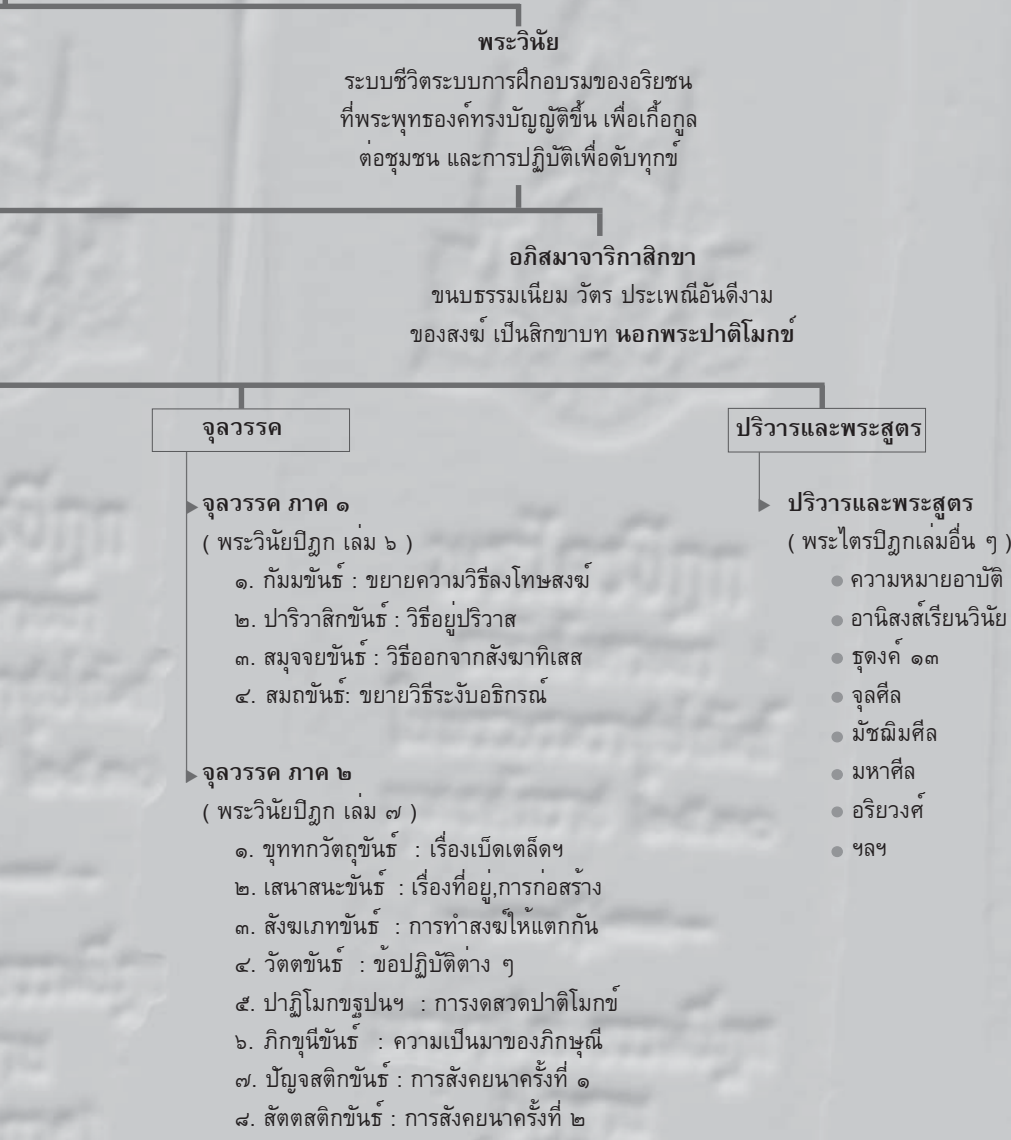 พระวินัย
ระบบชีวิตระบบการฝึกอบรมของอริยชน
ที่พระพุทธองค์ทรงบัญญัติขึ้น เพื่อเกื้อกูล
ต่อชุมชน และการปฏิบัติเพื่อดับทุกข์
อภิสมาจาริกาสิกขา
ขนบธรรมเนียม วัตร ประเพณีอันดีงาม
ของสงฆ์ เป็นสิกขาบท นอกพระปาติโมกข์
จุลวรรค
จุลวรรค ภาค ๑
( พระวินัยปิฎก เล่ม ๖ )
๑. กัมมขันธ์ : ขยายความวิธีลงโทษสงฆ์
๒. ปาริวาสิกขันธ์ : วิธีอยู่ปริวาส
๓. สมุจจยขันธ์ : วิธีออกจากสังฆาทิเสส
๔. สมถขันธ์: ขยายวิธีระงับอธิกรณ์
จุลวรรค ภาค ๒
( พระวินัยปิฎก เล่ม ๗ )
๑. ขุททกวัตถุขันธ์ : เรื่องเบ็ดเตล็ดฯ
๒. เสนาสนะขันธ์ : เรื่องที่อยู่,การก่อสร้าง
๓. สังฆเภทขันธ์ : การทำสงฆ์ให้แตกกัน
๔. วัตตขันธ์ : ข้อปฏิบัติต่าง ๆ
๕. ปาฏิโมกขฐปนฯ : การงดสวดปาติโมกข์
๖. ภิกขุนีขันธ์ : ความเป็นมาของภิกษุณี
๗. ปัญจสติกขันธ์ : การสังคยนาครั้งที่ ๑
๘. สัตตสติกขันธ์ : การสังคยนาครั้งที่ ๒
ปริวารและพระสูตร
ปริวารและพระสูตร
( พระไตรปิฎกเล่มอื่น ๆ )
● ความหมายอาบัติ
● อานิสงส์เรียนวินัย
● ธุดงค์ ๑๓
● จุลศีล
● มัชฌิมศีล
● มหาศีล
● อริยวงศ์
● ฯลฯ